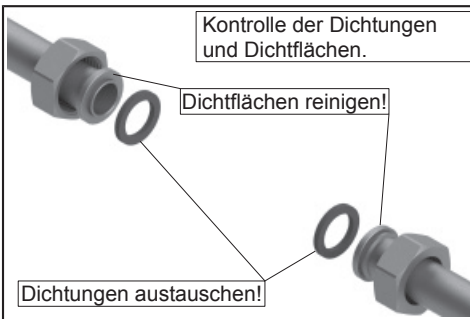 Kontrolle der Dichtungen
und Dichtflächen.
Dichtflächen reinigen!
Dichtungen austauschen!